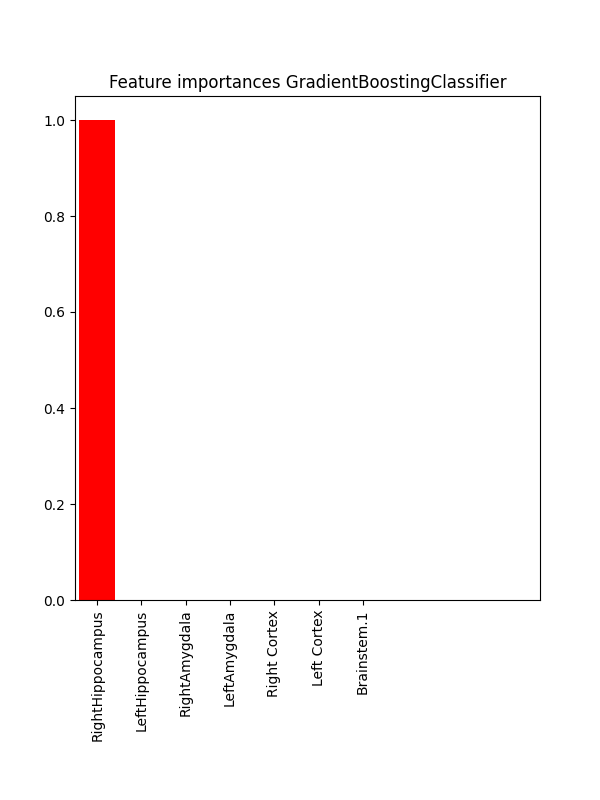 Feature importances GradientBoostingClassifier
1.0
0.8
0.6
0.4
0.2
0.0
RightHippocampus
LeftHippocampus
RightAmygdala
LeftAmygdala
Right Cortex
Left Cortex
Brainstem.1